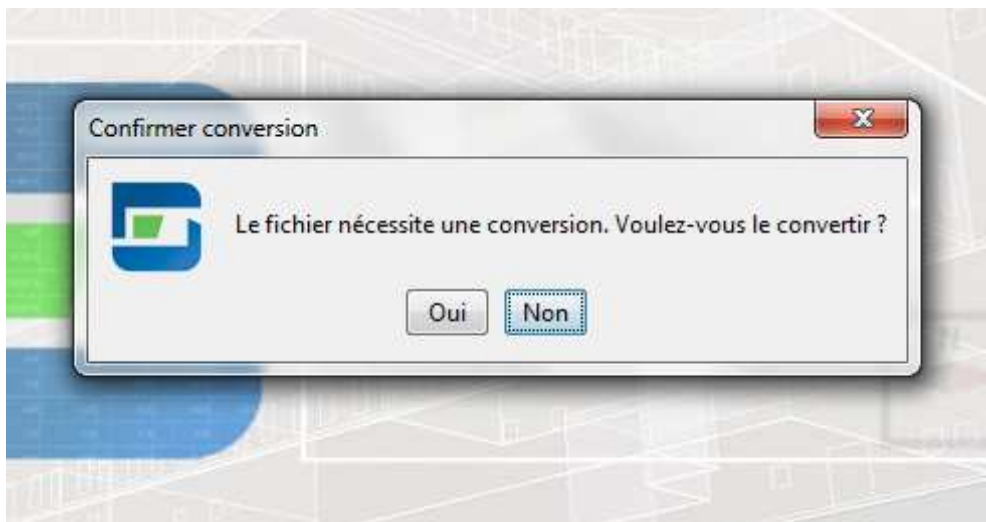 Confirmer conversion
Le fichier nécessite une conversion. Voulez-vous le convertir ?
Oui
Non